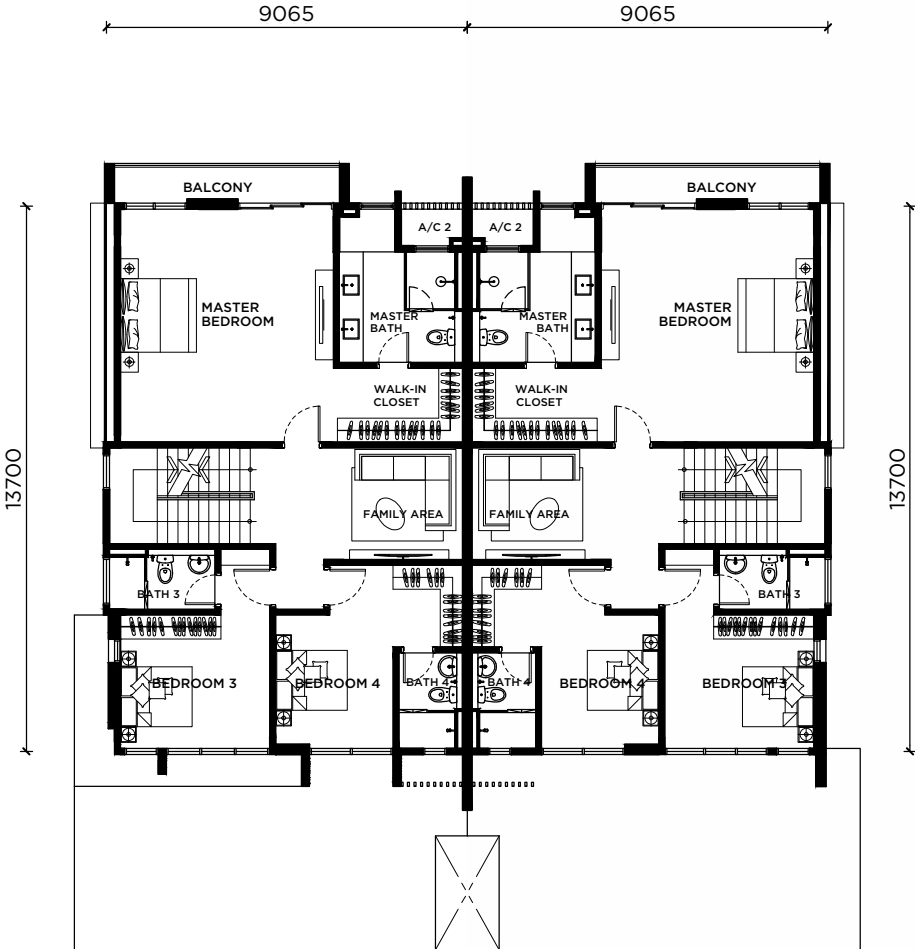 9065
9065
BALCONY
BALCONY
A/C 2
A/C 2
13700
13700
MASTER
BEDROOM
MASTER
BATH
MASTER
BATH
MASTER
BEDROOM
WALK-IN
CLOSET
WALK-IN
CLOSET
FAMILY AREA
FAMILY AREA
BATH 3
BATH 3
BEDROOM 3
BEDROOM 4
BATH 4
BATH 4
BEDROOM 4
BEDROOM 3